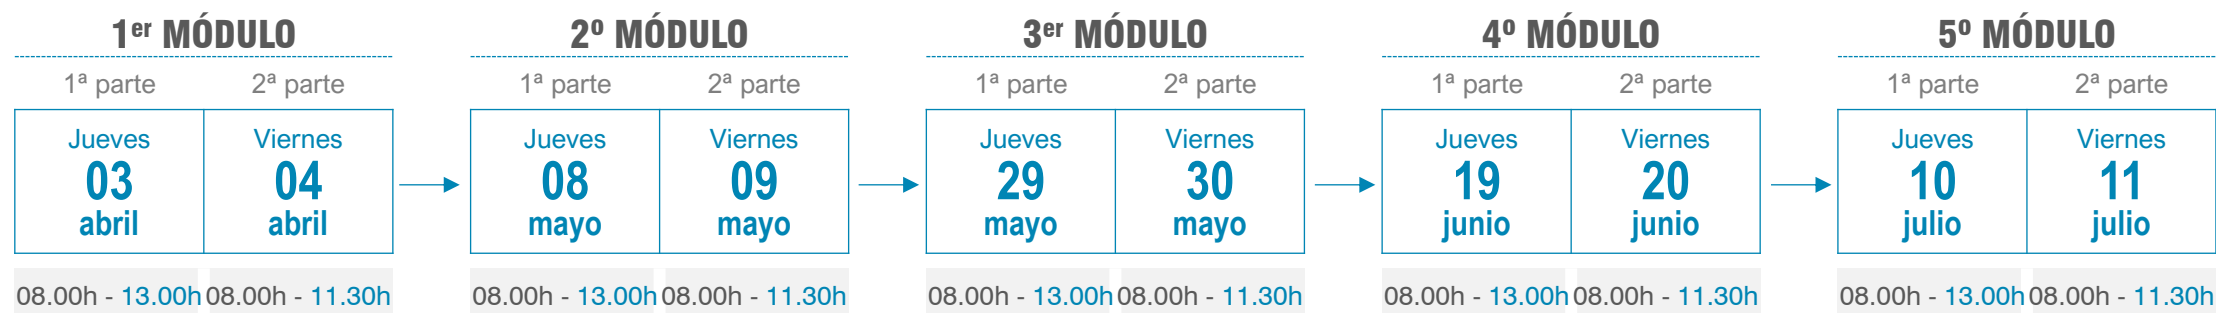 1er MÓDULO
1ª parte 2ª parte
Jueves
03
abril
Viernes
04
abril
08.00h - 13.00h 08.00h - 11.30h
2º MÓDULO
1ª parte 2ª parte
Jueves
08
mayo
Viernes
09
mayo
08.00h - 13.00h 08.00h - 11.30h
3er MÓDULO
1ª parte 2ª parte
Jueves
29
mayo
Viernes
30
mayo
08.00h - 13.00h 08.00h - 11.30h
4º MÓDULO
1ª parte 2ª parte
Jueves
19
junio
Viernes
20
junio
08.00h - 13.00h 08.00h - 11.30h
5º MÓDULO
1ª parte 2ª parte
Jueves
10
julio
Viernes
11
julio
08.00h - 13.00h 08.00h - 11.30h